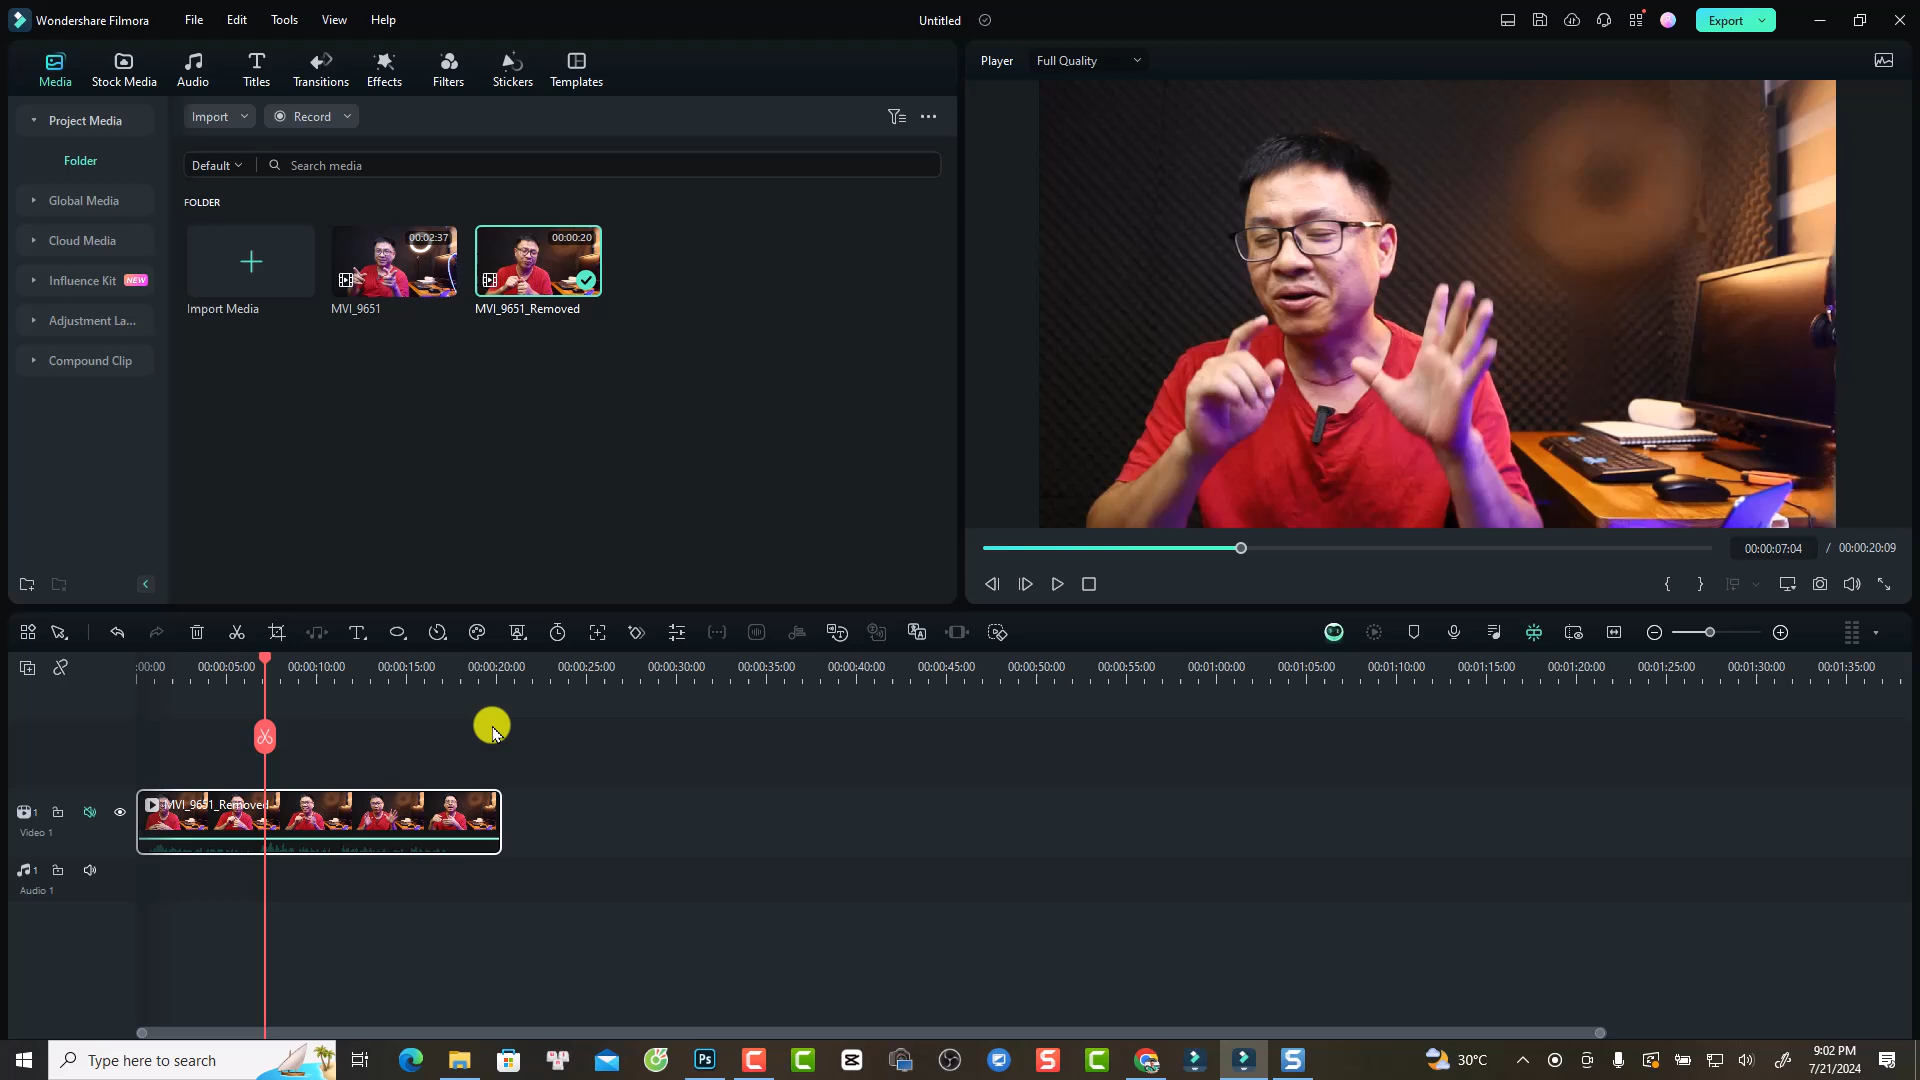 Wondershare Filmora File Edit Tools View Help Untitled Export
Media Stock Media Audio Titles Transitions Effects Filters Stickers Templates
Player Full Quality
Project Media
Folder
Global Media
Cloud Media
Influence Kit NEW
Adjustment La...
Compound Clip
Import Record
Default Search media
FOLDER
00:02:37 00:00:20
Import Media MVI_9651 MVI_9651_Removed
00:00:07:04 / 00:00:20:09
:00:00 00:00:05:00 00:00:10:00 00:00:15:00 00:00:20:00 00:00:25:00 00:00:30:00 00:00:35:00 00:00:40:00 00:00:45:00 00:00:50:00 00:00:55:00 00:01:00:00 00:01:05:00 00:01:10:00 00:01:15:00 00:01:20:00 00:01:25:00 00:01:30:00 00:01:35:00
MVI_9651_Removed
1
Video 1
1
Audio 1
Type here to search
Ps
30°C
9:02 PM
7/21/2024